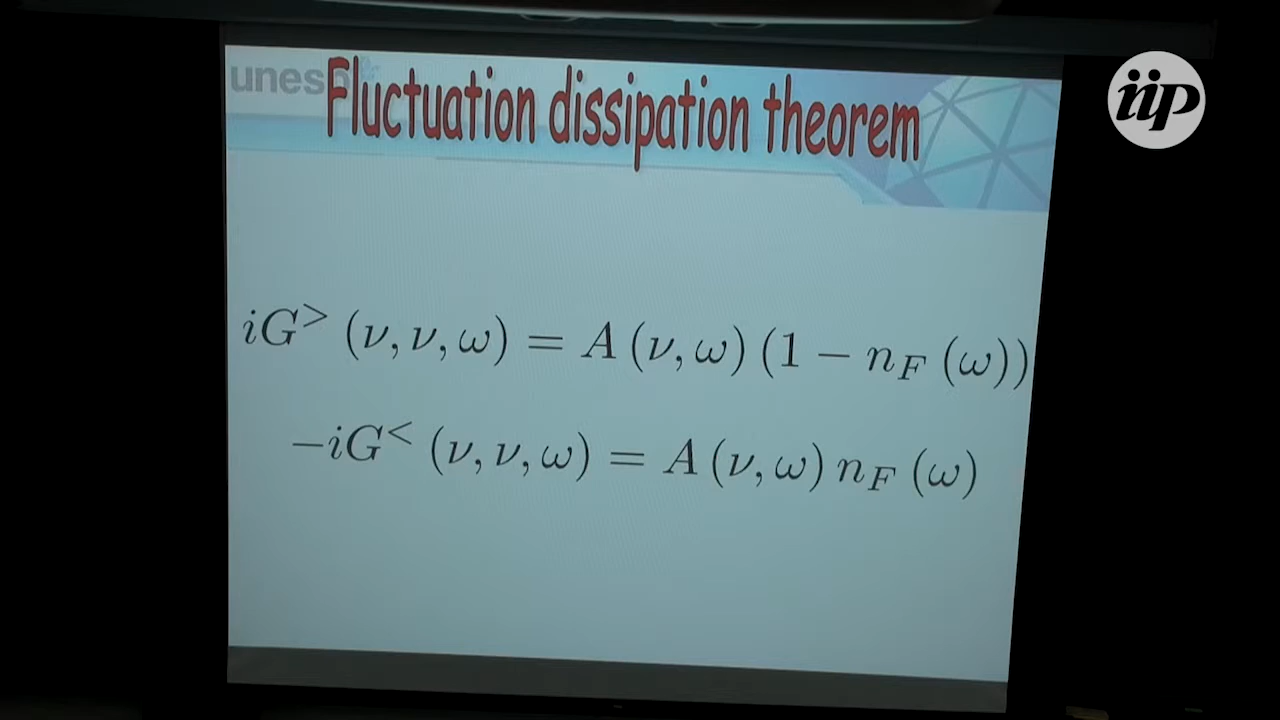 unesp
Fluctuation dissipation theorem
iip
iG^> (ν, ν, ω) = A (ν, ω) (1 − n_F (ω))
−iG^< (ν, ν, ω) = A (ν, ω) n_F (ω)